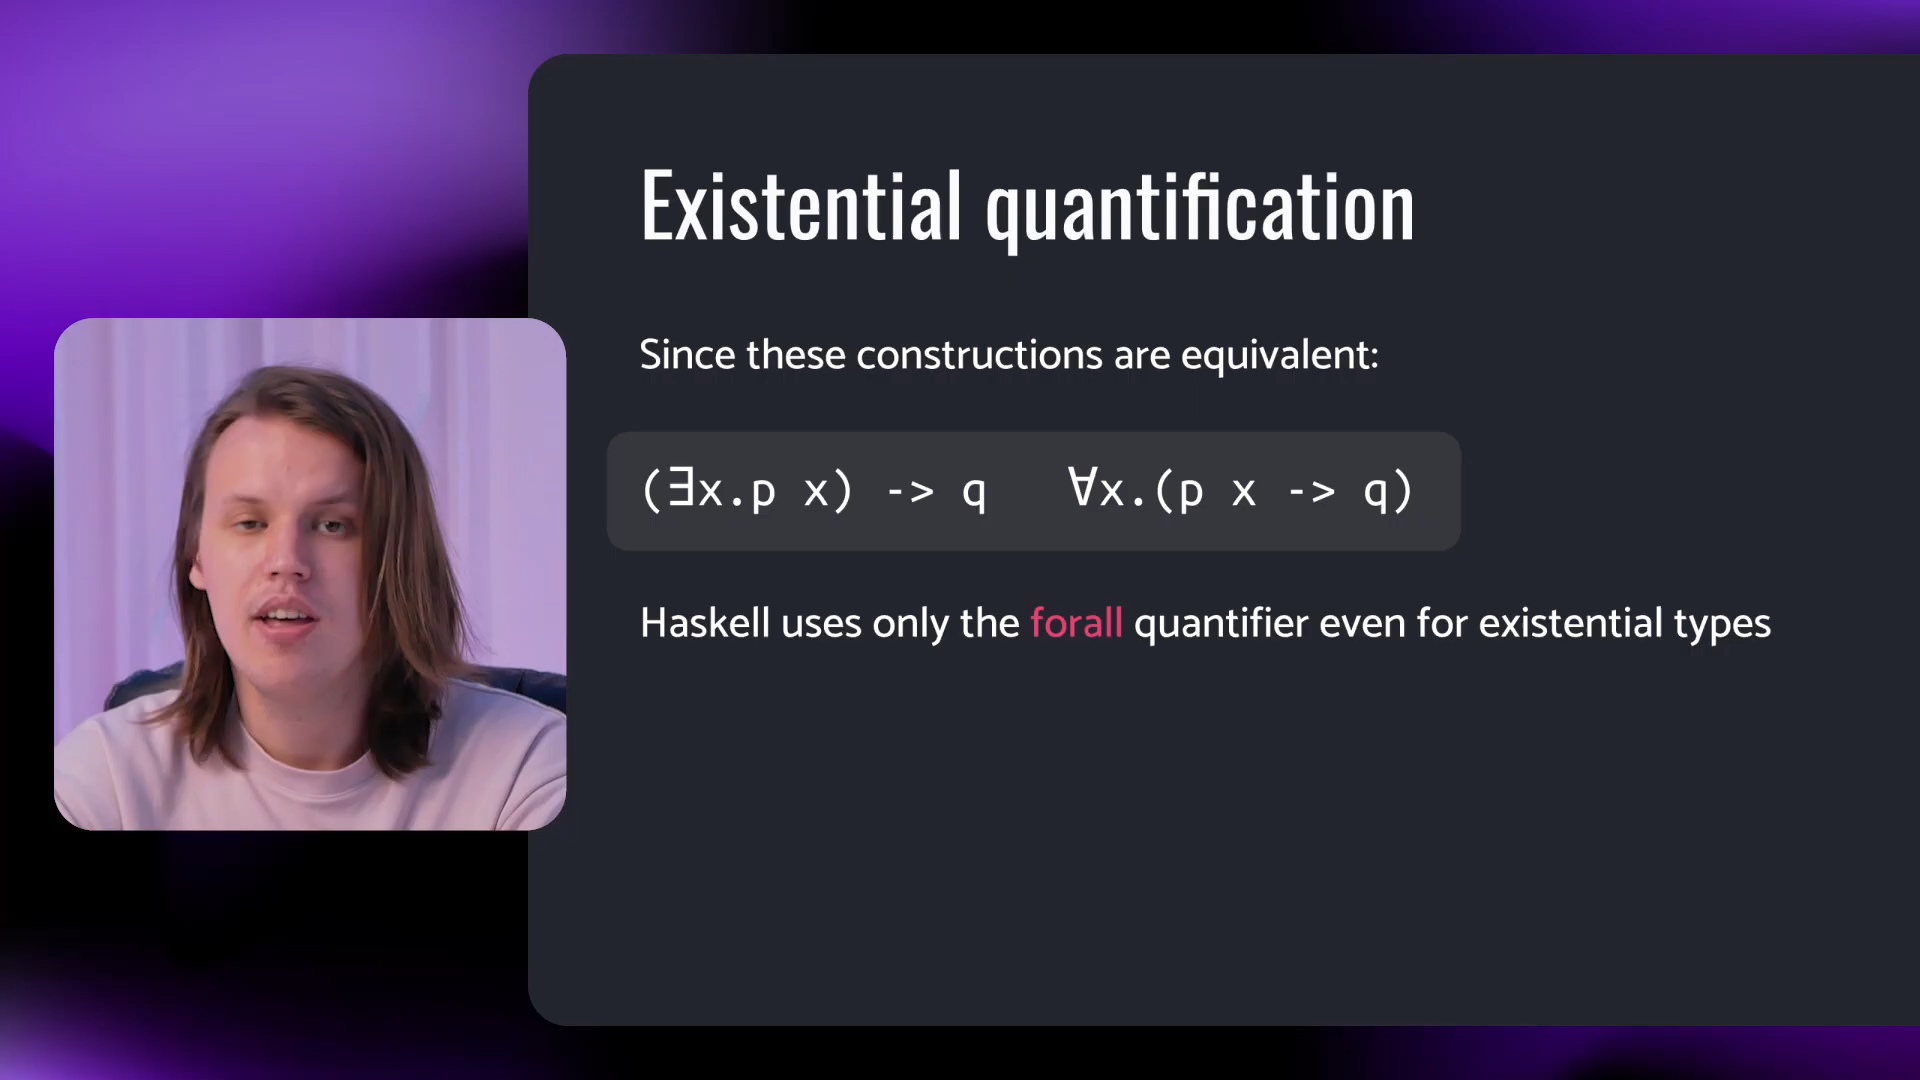 Existential quantification
Since these constructions are equivalent:
(∃x.p x) -> q   ∀x.(p x -> q)
Haskell uses only the forall quantifier even for existential types